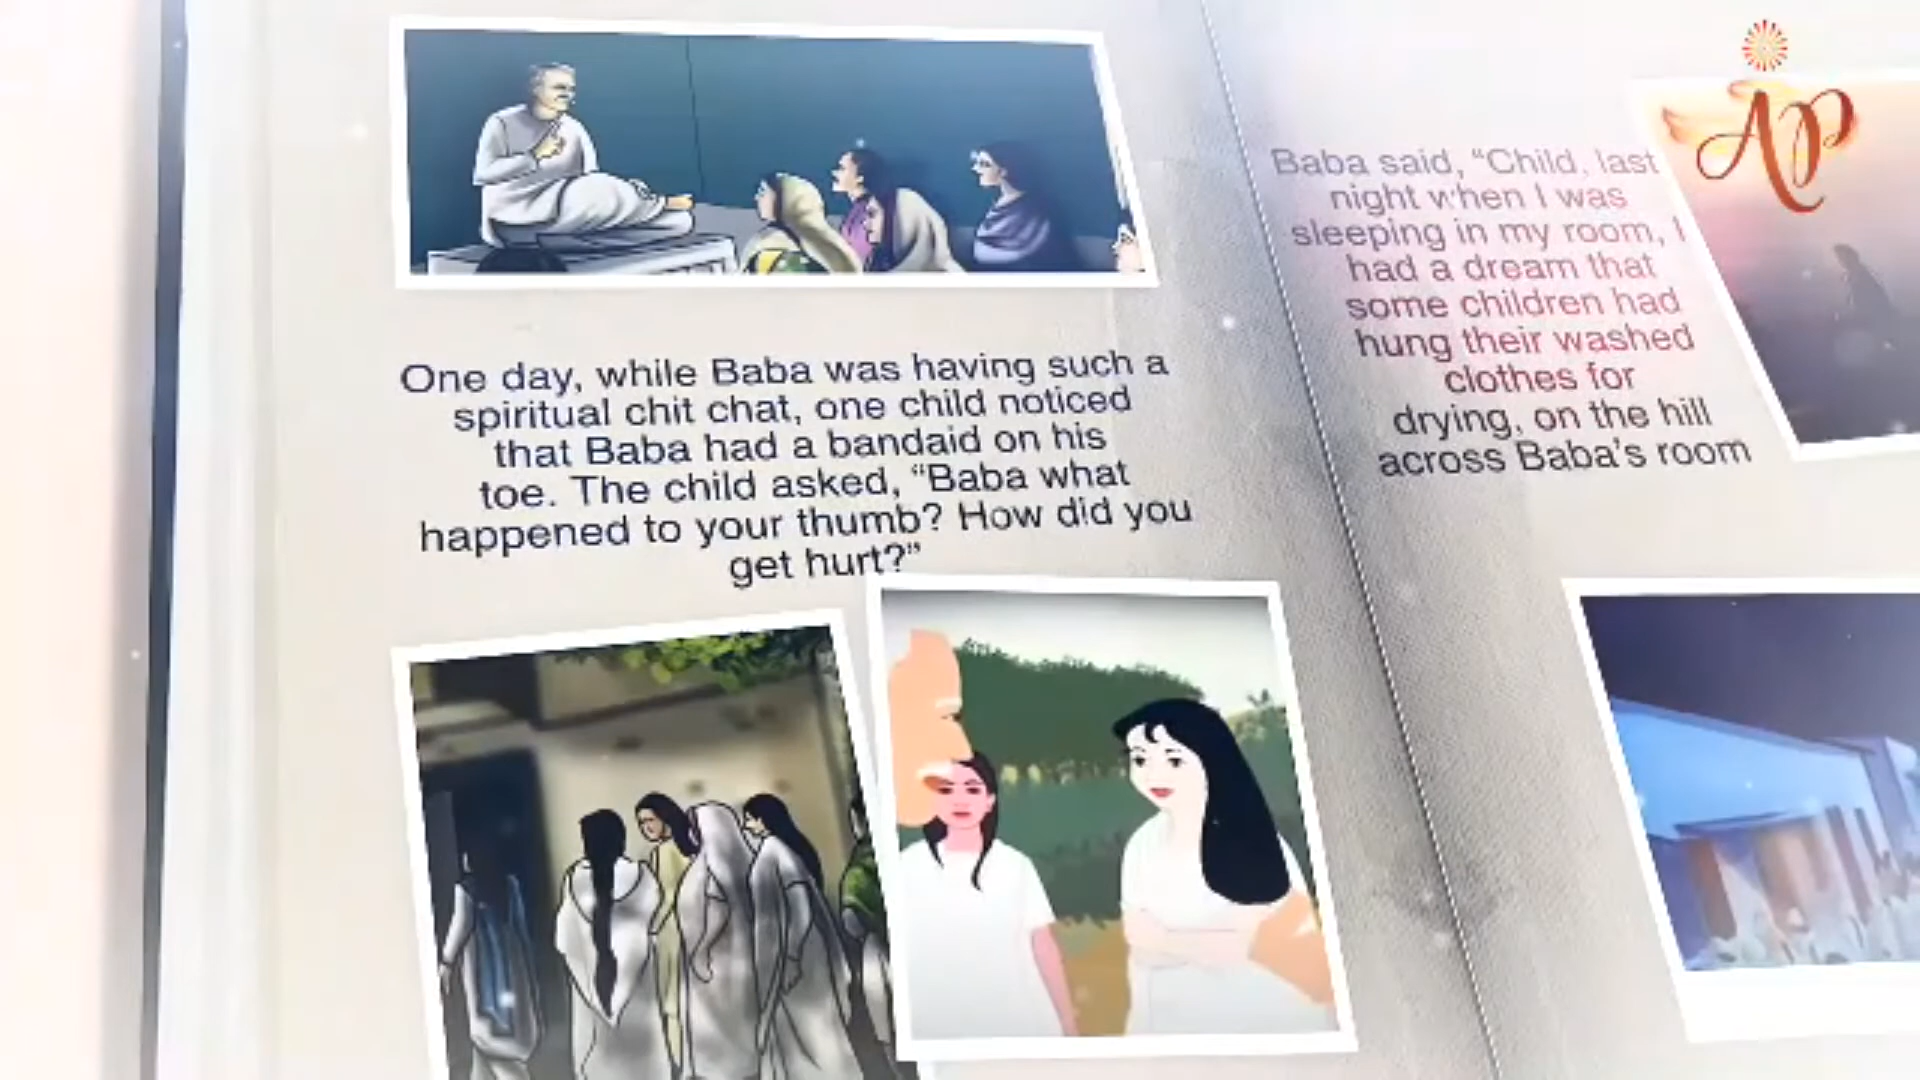 One day, while Baba was having such a
spiritual chit chat, one child noticed
that Baba had a bandaid on his
toe. The child asked, “Baba what
happened to your thumb? How did you
get hurt?”
Baba said, “Child, last
night when I was
sleeping in my room, I
had a dream that
some children had
hung their washed
clothes for
drying, on the hill
across Baba's room
AP